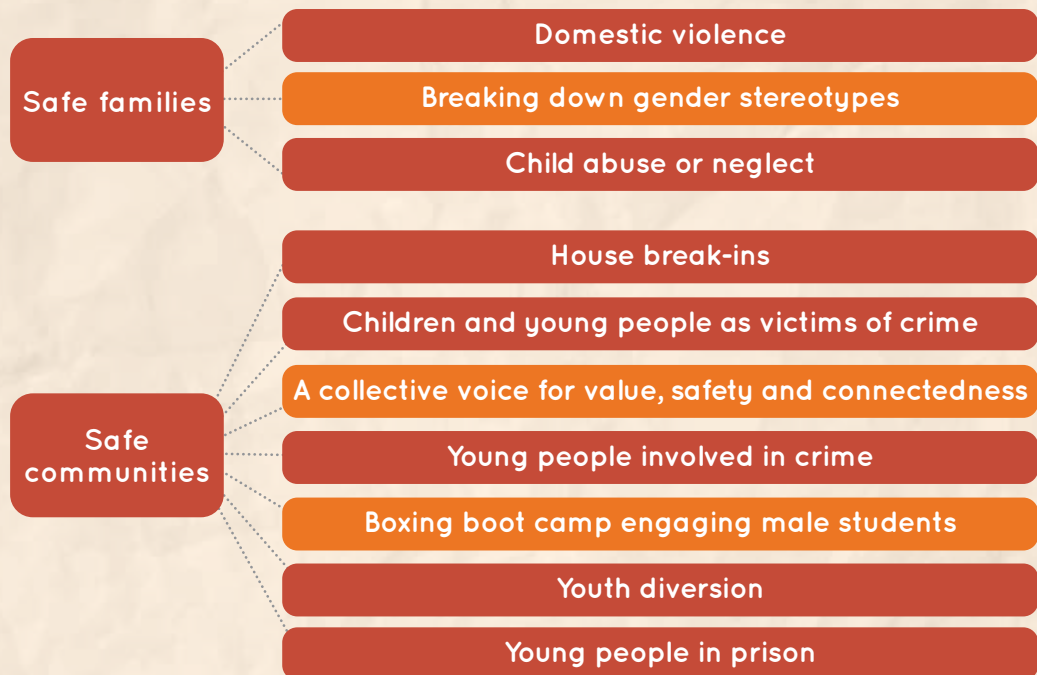 Safe families
Domestic violence
Breaking down gender stereotypes
Child abuse or neglect
Safe
communities
House break-ins
Children and young people as victims of crime
A collective voice for value, safety and connectedness
Young people involved in crime
Boxing boot camp engaging male students
Youth diversion
Young people in prison